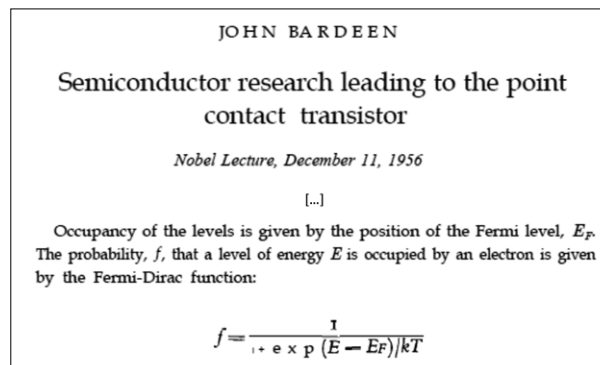 JOHN BARDEEN
Semiconductor research leading to the point
contact transistor
Nobel Lecture, December 11, 1956
[...]
Occupancy of the levels is given by the position of the Fermi level, E_F.
The probability, f, that a level of energy E is occupied by an electron is given
by the Fermi-Dirac function:
f = 1 / 1 + exp (E − E_F)/kT